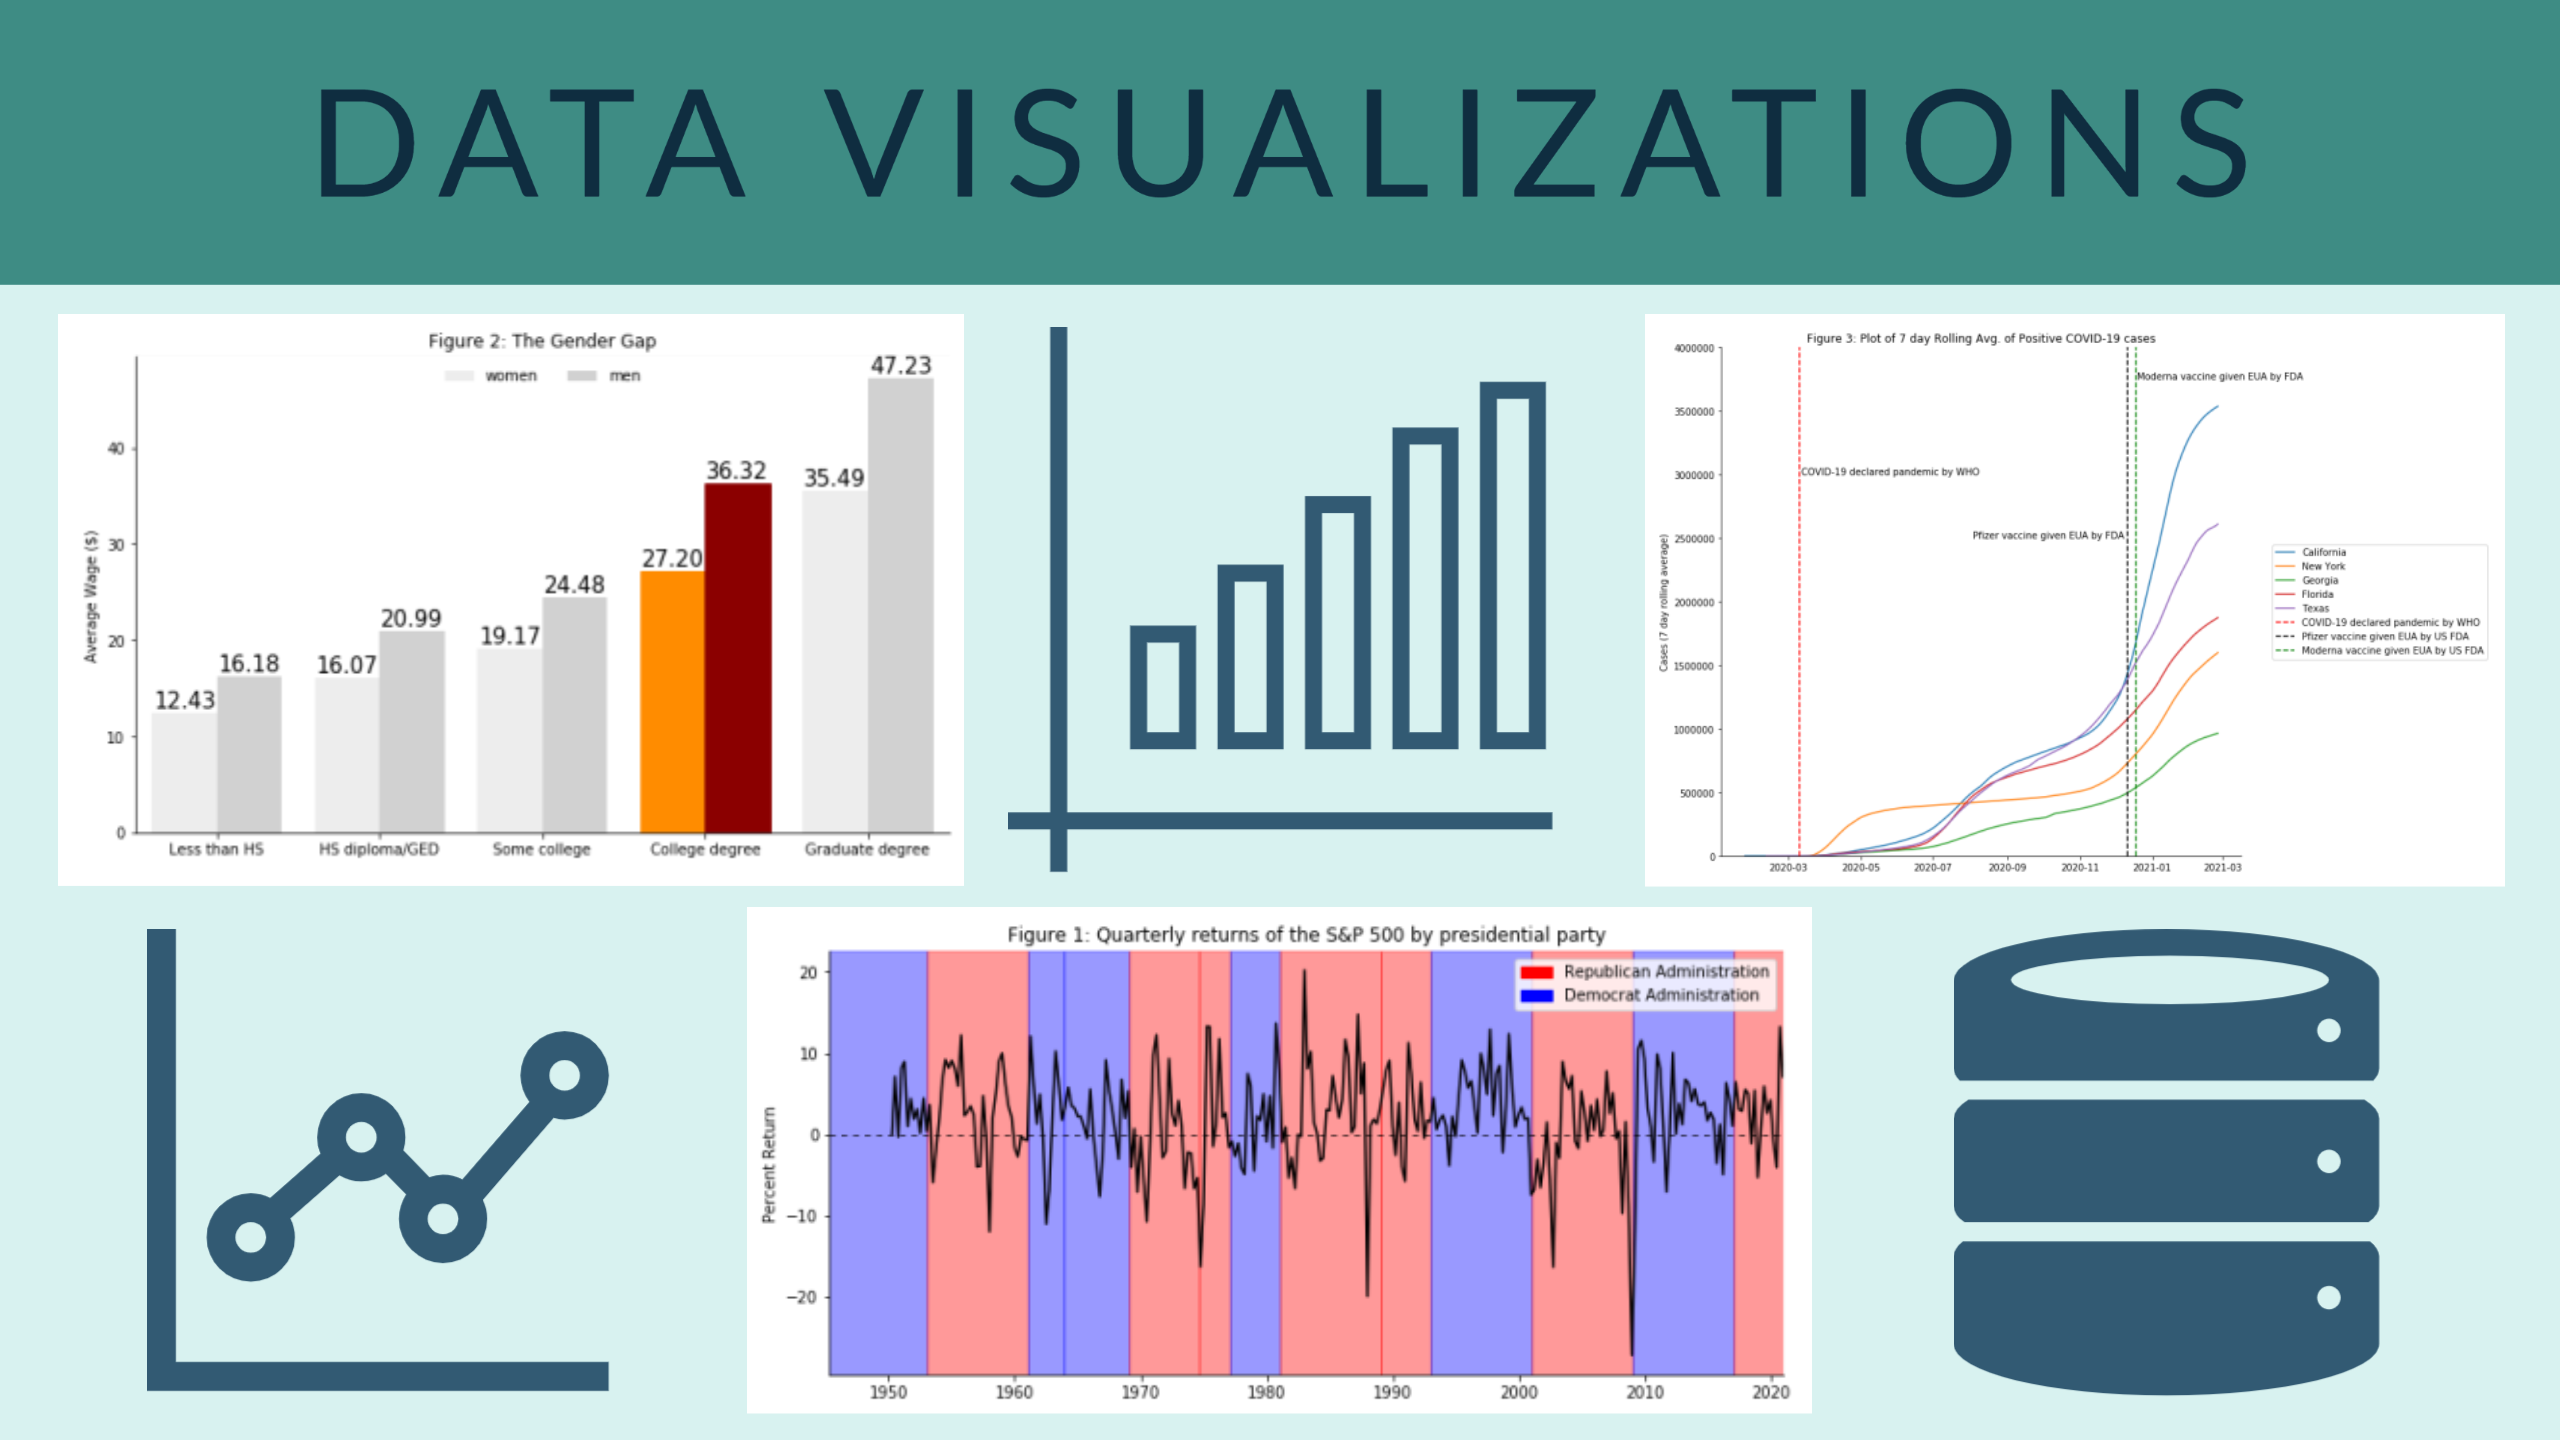 DATA VISUALIZATIONS
Figure 2: The Gender Gap
women men
Average Wage ($)
40
30
20
10
0
12.43
16.18
16.07
20.99
19.17
24.48
27.20
36.32
35.49
47.23
Less than HS HS diploma/GED Some college College degree Graduate degree
Figure 3: Plot of 7 day Rolling Avg. of Positive COVID-19 cases
Cases (7 day rolling average)
4000000
3500000
3000000
2500000
2000000
1500000
1000000
500000
0
Moderna vaccine given EUA by FDA
COVID-19 declared pandemic by WHO
Pfizer vaccine given EUA by FDA
California
New York
Georgia
Florida
Texas
COVID-19 declared pandemic by WHO
Pfizer vaccine given EUA by US FDA
Moderna vaccine given EUA by US FDA
2020-03 2020-05 2020-07 2020-09 2020-11 2021-01 2021-03
Figure 1: Quarterly returns of the S&P 500 by presidential party
Republican Administration
Democrat Administration
Percent Return
20
10
0
−10
−20
1950 1960 1970 1980 1990 2000 2010 2020